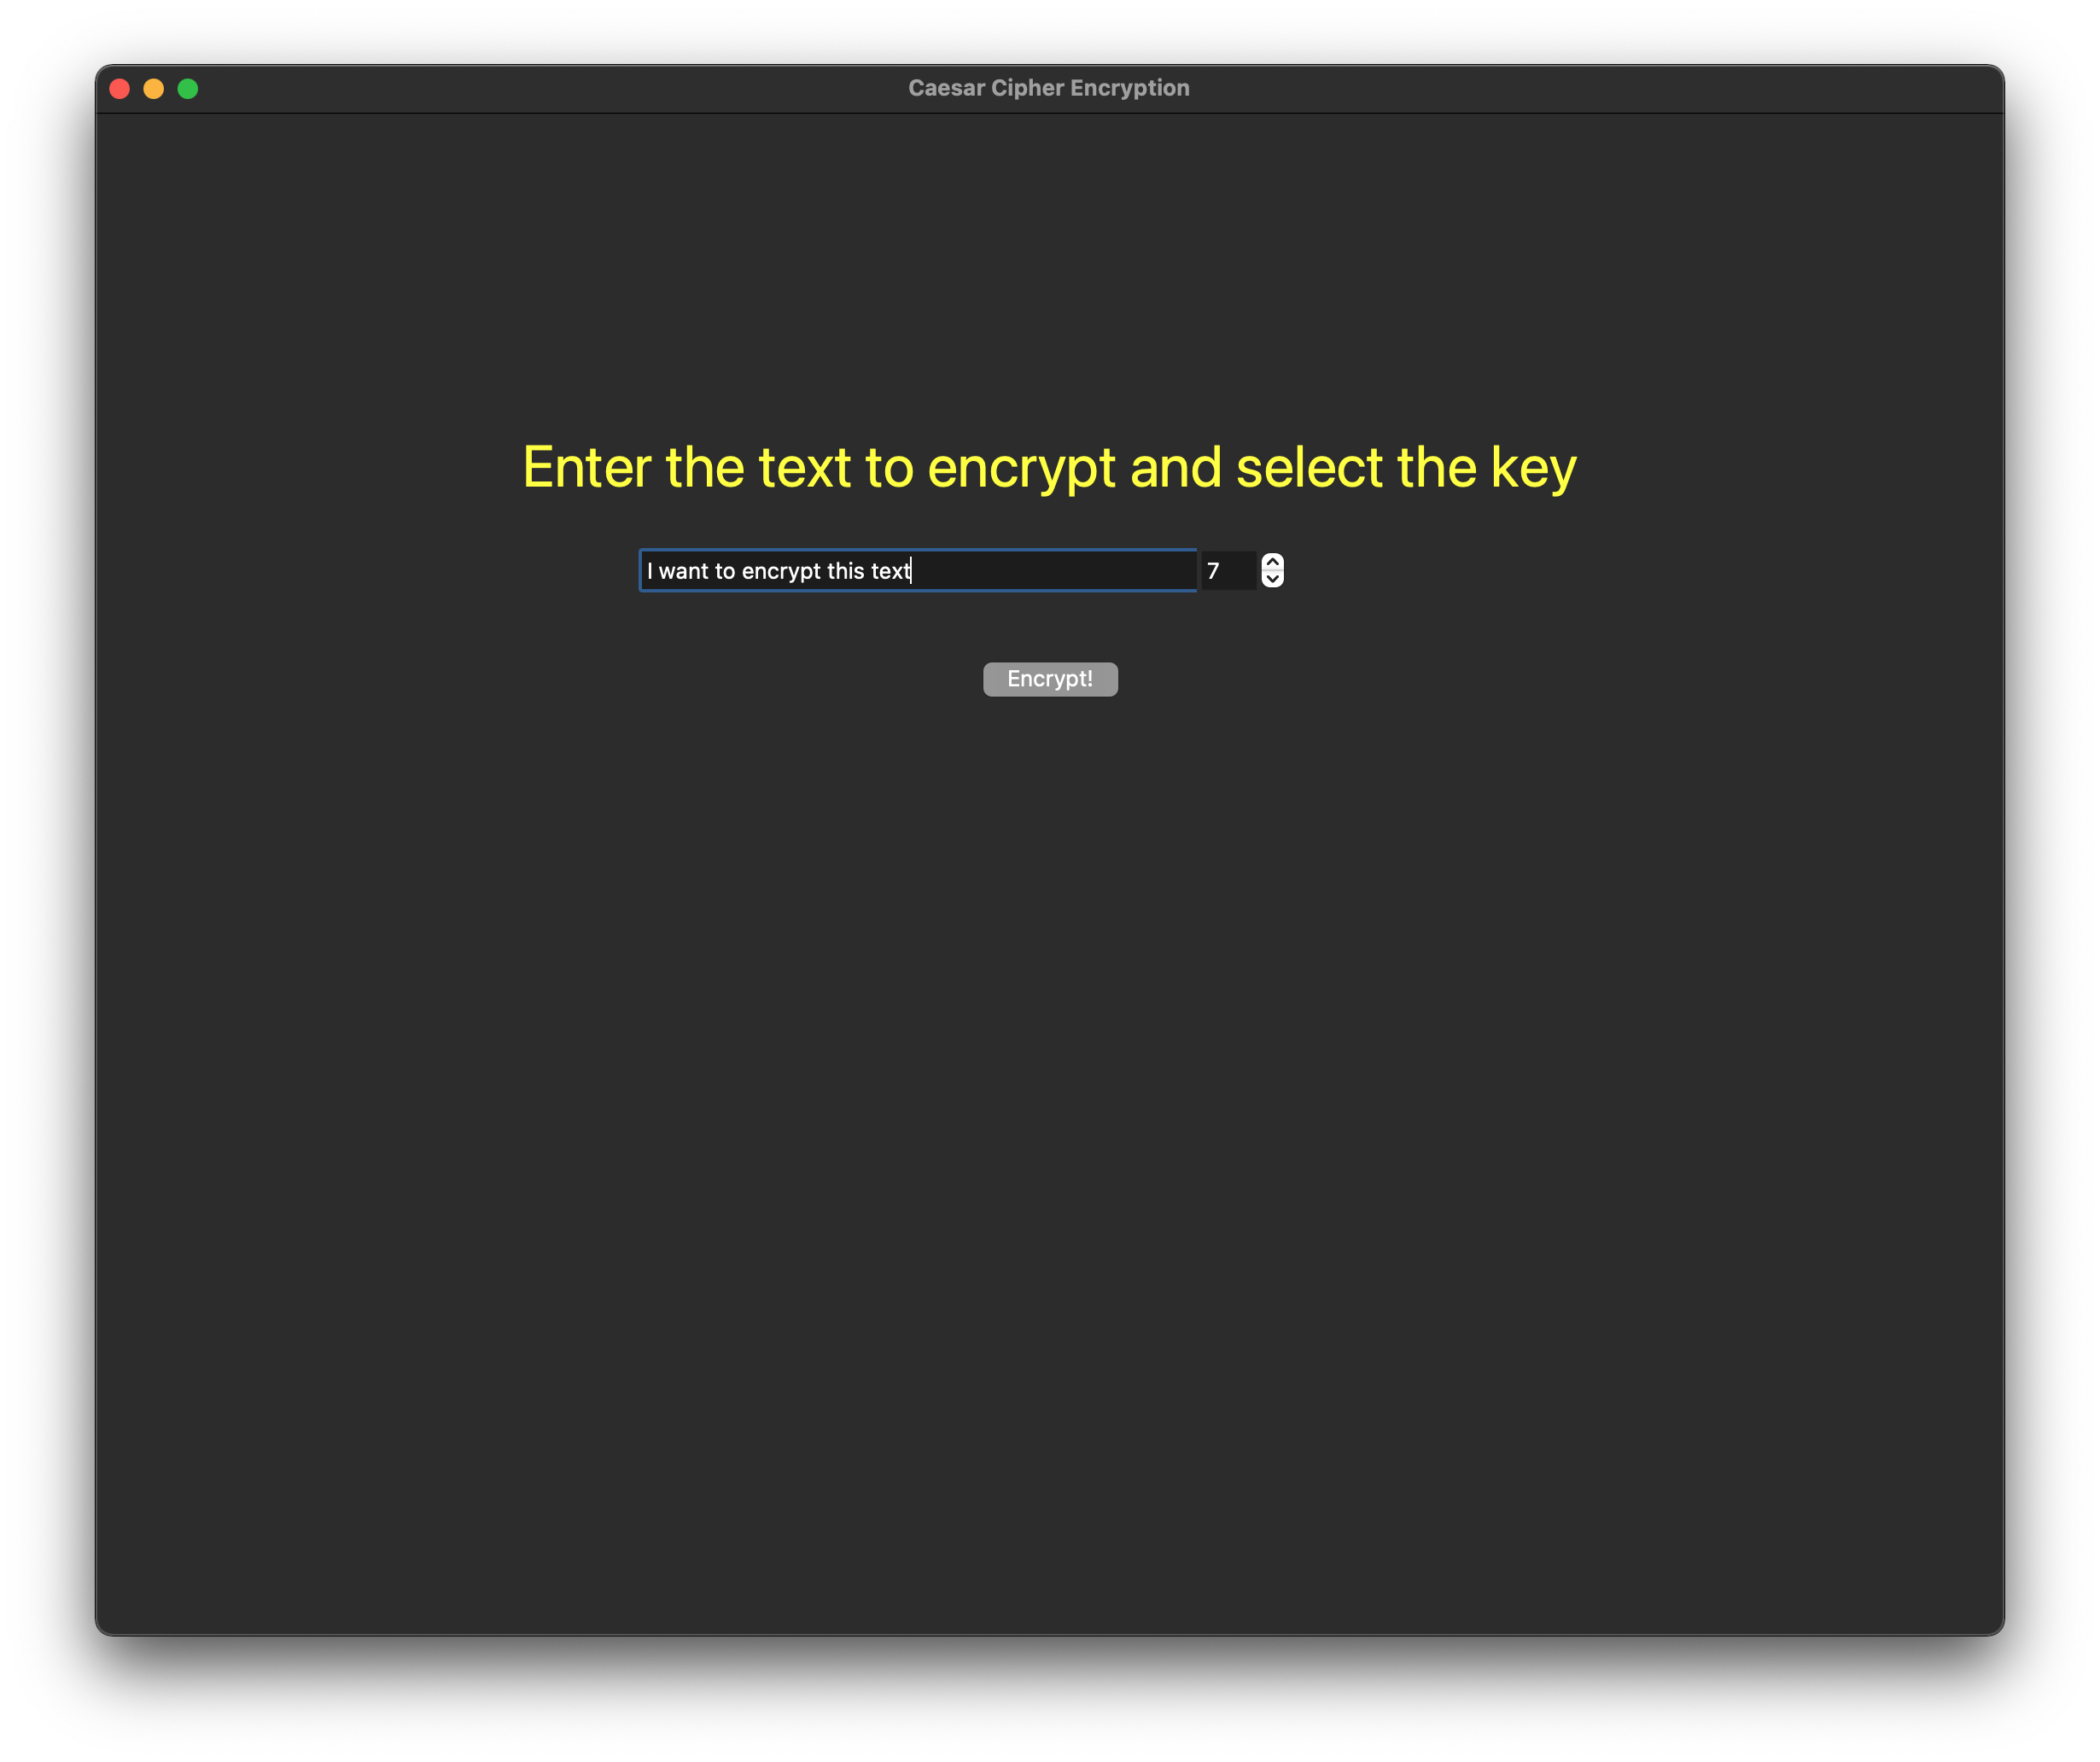 Caesar Cipher Encryption
Enter the text to encrypt and select the key
I want to encrypt this text 7
Encrypt!